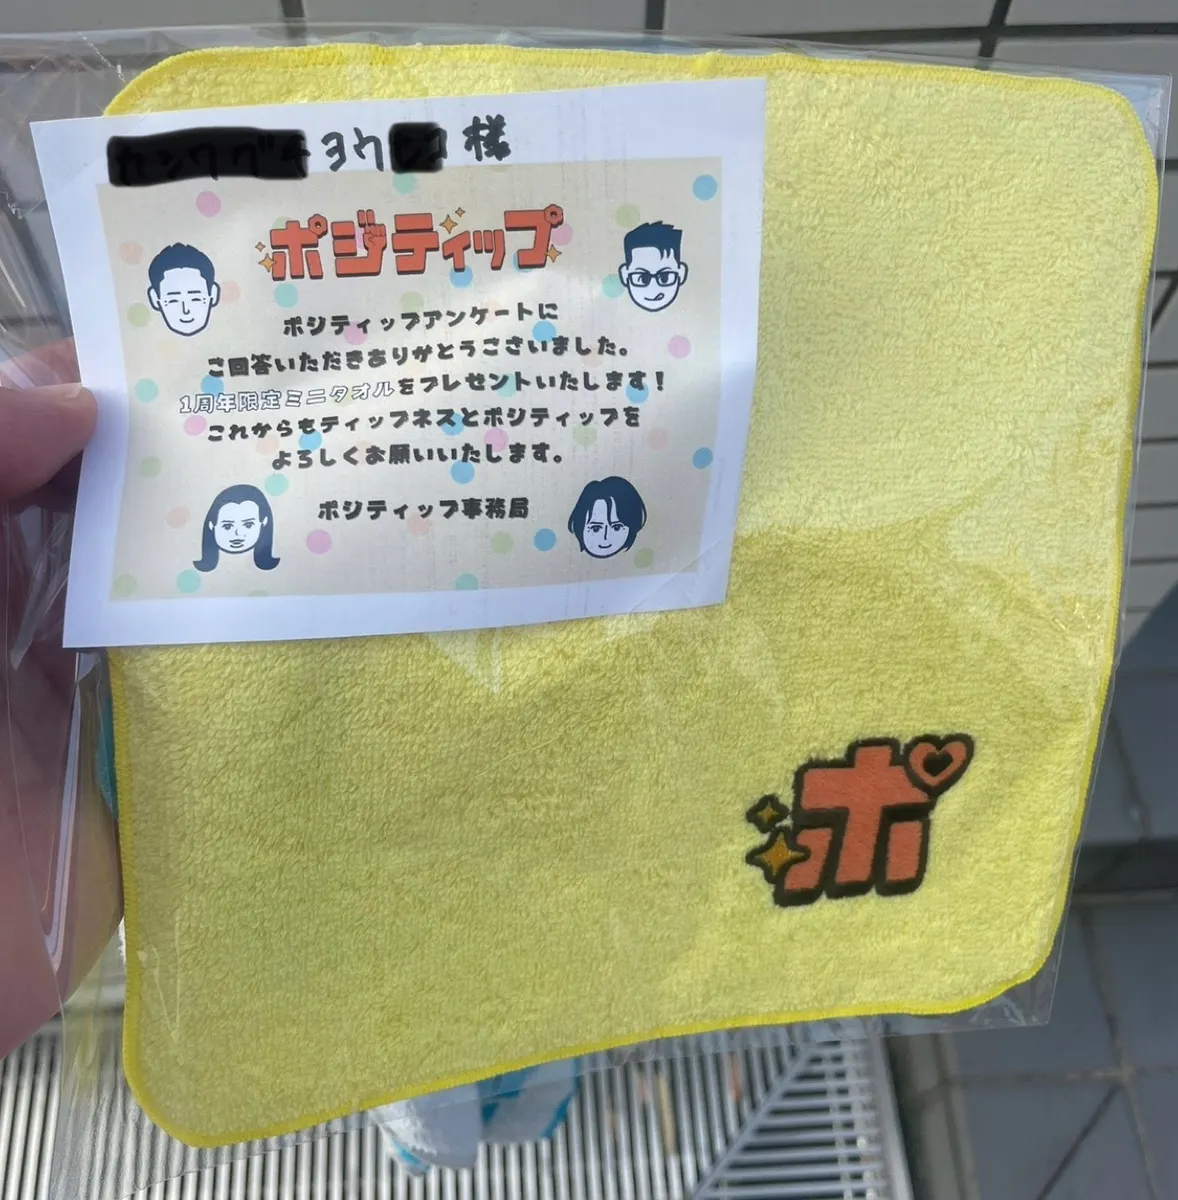 ヨウ 様
ポジティップ
ポジティップアンケートに
ご回答いただきありがとうございました。
1周年限定ミニタオルをプレゼントいたします！
これからもティップネスとポジティップを
よろしくお願いいたします。
ポジティップ事務局
ポ